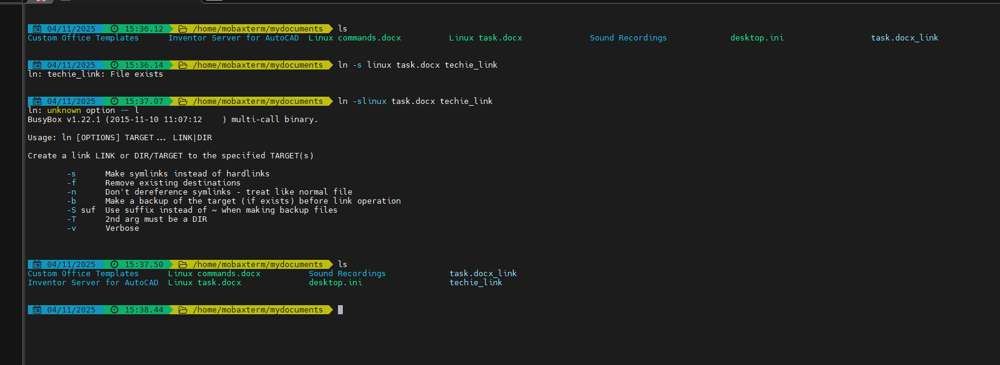 04/11/2025 15:36.12 /home/mobaxterm/mydocuments ls
Custom Office Templates Inventor Server for AutoCAD Linux commands.docx Linux task.docx Sound Recordings desktop.ini task.docx_link
04/11/2025 15:36.14 /home/mobaxterm/mydocuments ln -s linux task.docx techie_link
ln: techie_link: File exists
04/11/2025 15:37.07 /home/mobaxterm/mydocuments ln -slinux task.docx techie_link
ln: unknown option -- l
BusyBox v1.22.1 (2015-11-10 11:07:12 ) multi-call binary.
Usage: ln [OPTIONS] TARGET... LINK|DIR
Create a link LINK or DIR/TARGET to the specified TARGET(s)
-s Make symlinks instead of hardlinks
-f Remove existing destinations
-n Don't dereference symlinks - treat like normal file
-b Make a backup of the target (if exists) before link operation
-S suf Use suffix instead of ~ when making backup files
-T 2nd arg must be a DIR
-v Verbose
04/11/2025 15:37.50 /home/mobaxterm/mydocuments ls
Custom Office Templates Linux commands.docx Sound Recordings task.docx_link
Inventor Server for AutoCAD Linux task.docx desktop.ini techie_link
04/11/2025 15:38.44 /home/mobaxterm/mydocuments